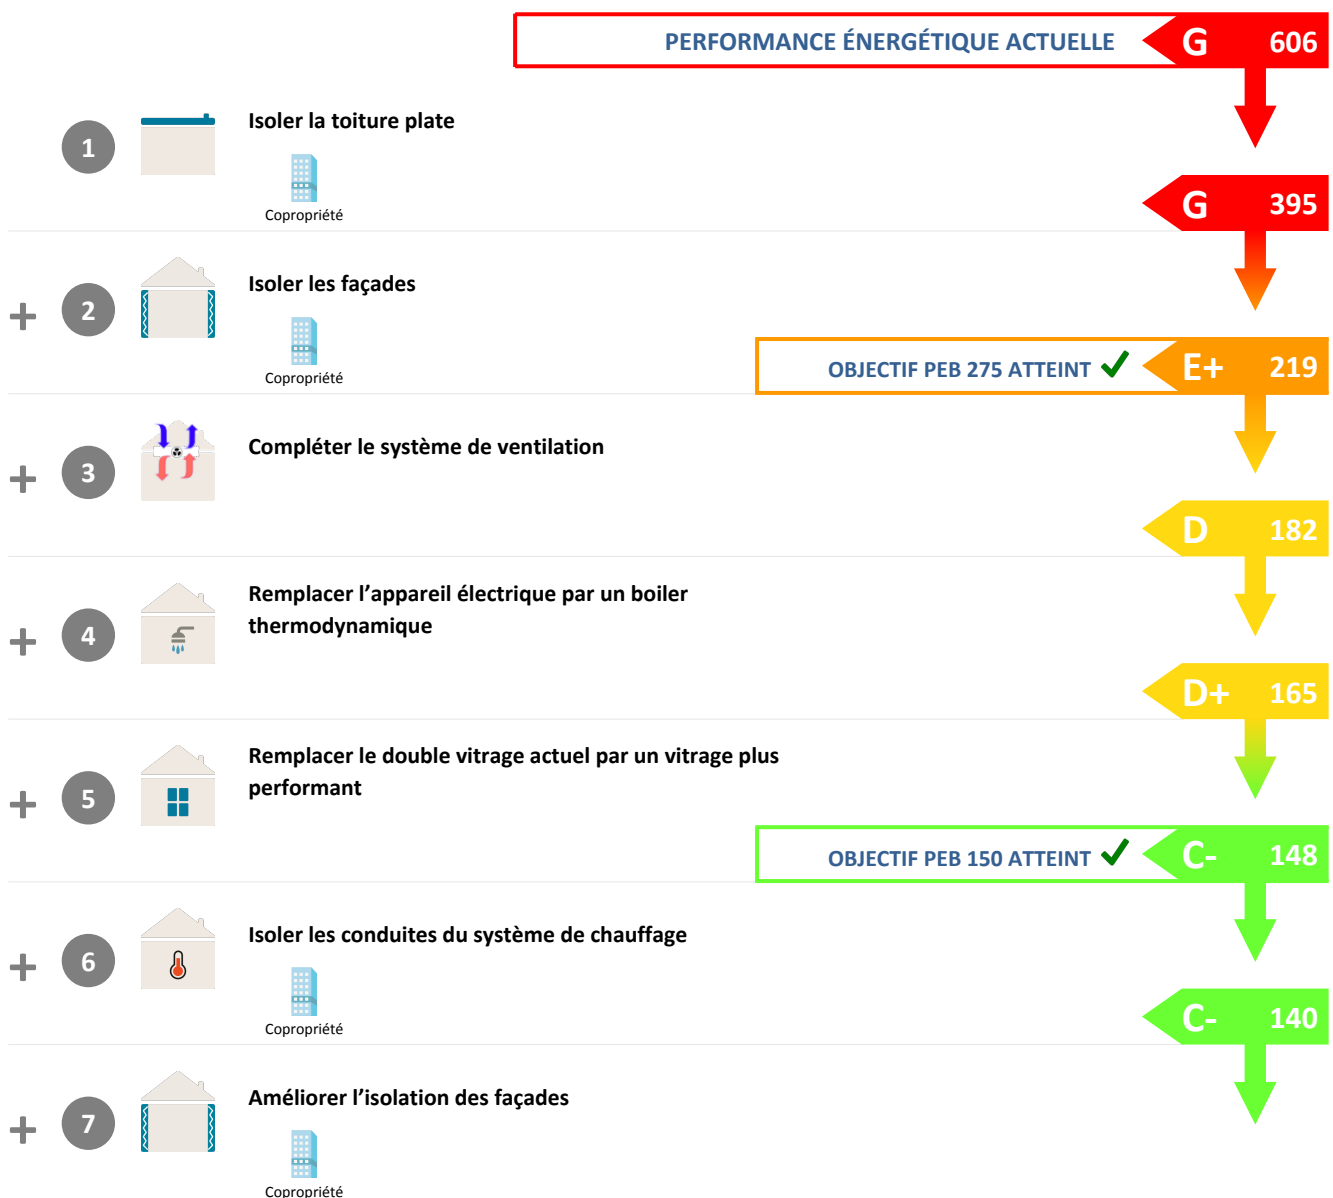 PERFORMANCE ÉNERGÉTIQUE ACTUELLE G 606
1 Isoler la toiture plate
Copropriété
G 395
+ 2 Isoler les façades
Copropriété
OBJECTIF PEB 275 ATTEINT ✓ E+ 219
+ 3 Compléter le système de ventilation
D 182
+ 4 Remplacer l’appareil électrique par un boiler
thermodynamique
D+ 165
+ 5 Remplacer le double vitrage actuel par un vitrage plus
performant
OBJECTIF PEB 150 ATTEINT ✓ C- 148
+ 6 Isoler les conduites du système de chauffage
Copropriété
C- 140
+ 7 Améliorer l’isolation des façades
Copropriété